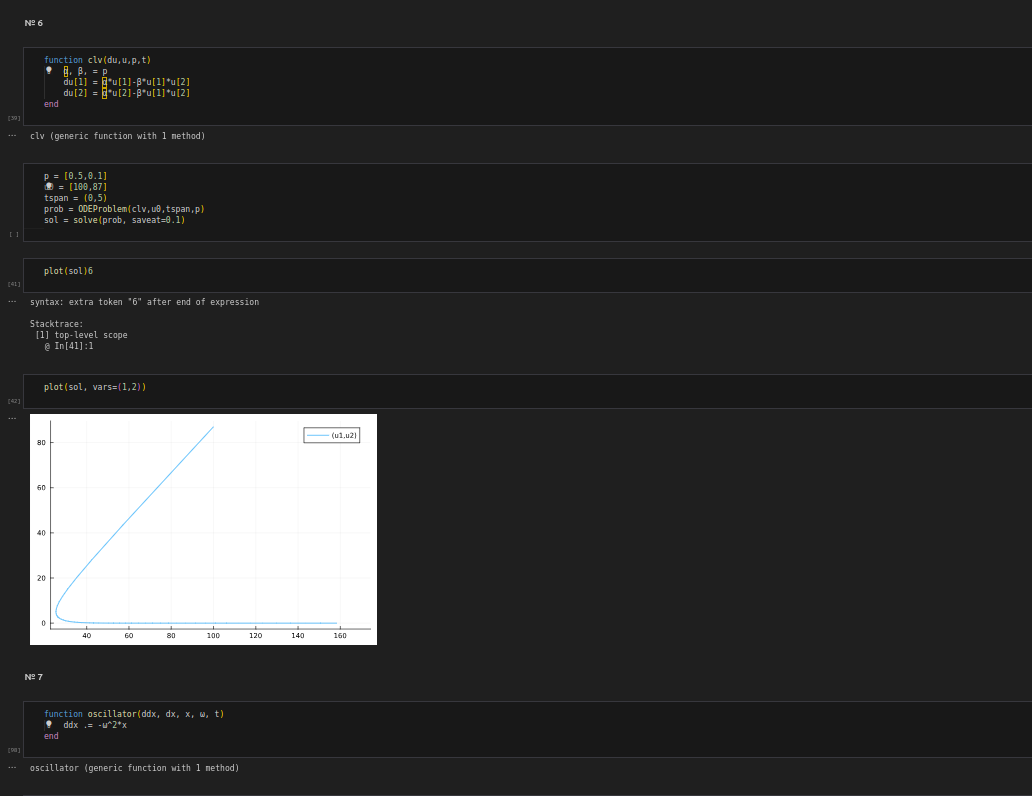 № 6
function clv(du,u,p,t)
α, β, = p
du[1] = α*u[1]-β*u[1]*u[2]
du[2] = α*u[2]-β*u[1]*u[2]
end
[39]
... clv (generic function with 1 method)
p = [0.5,0.1]
= [100,87]
tspan = (0,5)
prob = ODEProblem(clv,u0,tspan,p)
sol = solve(prob, saveat=0.1)
[ ]
plot(sol)6
[41]
... syntax: extra token "6" after end of expression
Stacktrace:
[1] top-level scope
@ In[41]:1
plot(sol, vars=(1,2))
[42]
...
(u1,u2)
80
60
40
20
0
40 60 80 100 120 140 160
№ 7
function oscillator(ddx, dx, x, ω, t)
ddx .= -ω^2*x
end
... oscillator (generic function with 1 method)